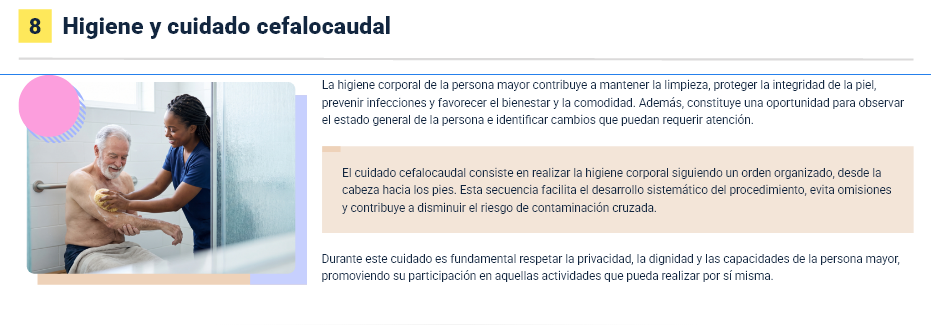 8 Higiene y cuidado cefalocaudal
La higiene corporal de la persona mayor contribuye a mantener la limpieza, proteger la integridad de la piel,
prevenir infecciones y favorecer el bienestar y la comodidad. Además, constituye una oportunidad para observar
el estado general de la persona e identificar cambios que puedan requerir atención.
El cuidado cefalocaudal consiste en realizar la higiene corporal siguiendo un orden organizado, desde la
cabeza hacia los pies. Esta secuencia facilita el desarrollo sistemático del procedimiento, evita omisiones
y contribuye a disminuir el riesgo de contaminación cruzada.
Durante este cuidado es fundamental respetar la privacidad, la dignidad y las capacidades de la persona mayor,
promoviendo su participación en aquellas actividades que pueda realizar por sí misma.